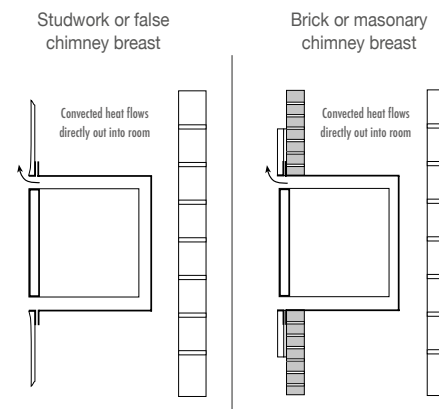 Studwork or false
chimney breast
Convected heat flows
directly out into room
Brick or masonary
chimney breast
Convected heat flows
directly out into room